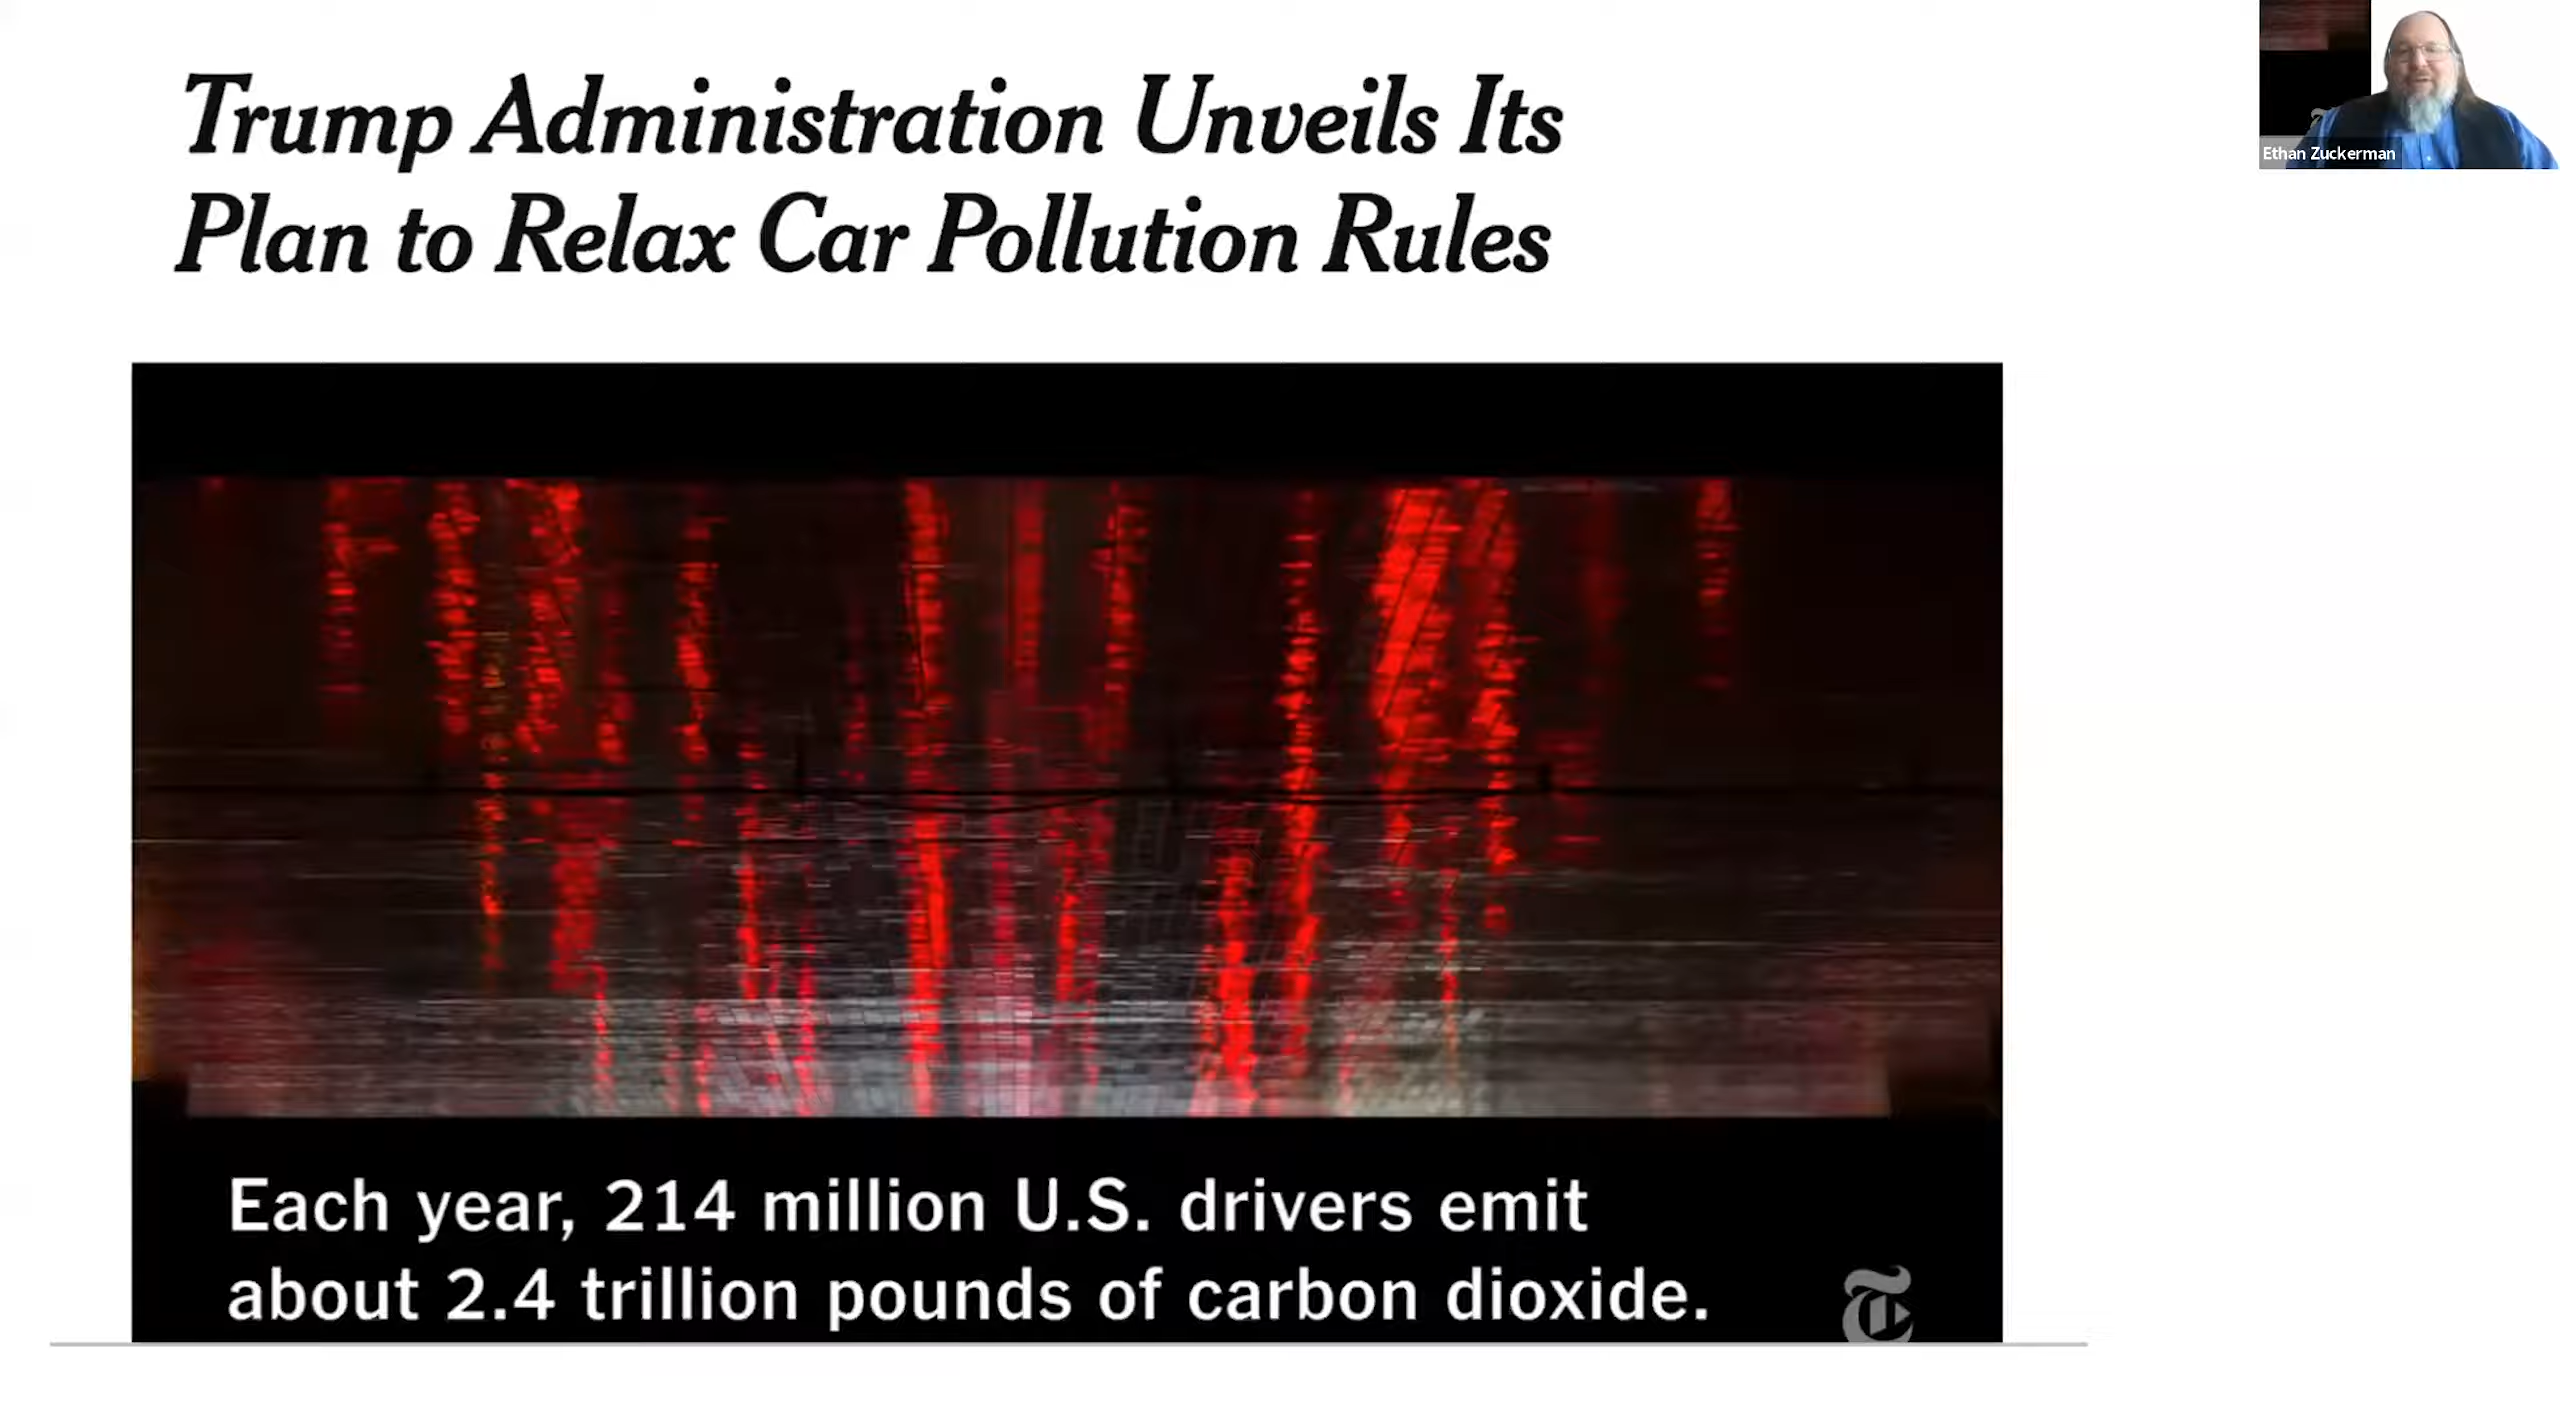 Trump Administration Unveils Its
Plan to Relax Car Pollution Rules
Ethan Zuckerman
Each year, 214 million U.S. drivers emit
about 2.4 trillion pounds of carbon dioxide.
T